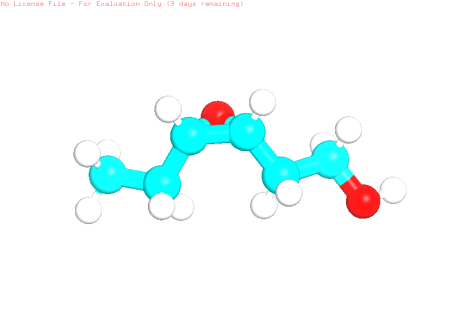 No License File - For Evaluation Only (9 days remaining)